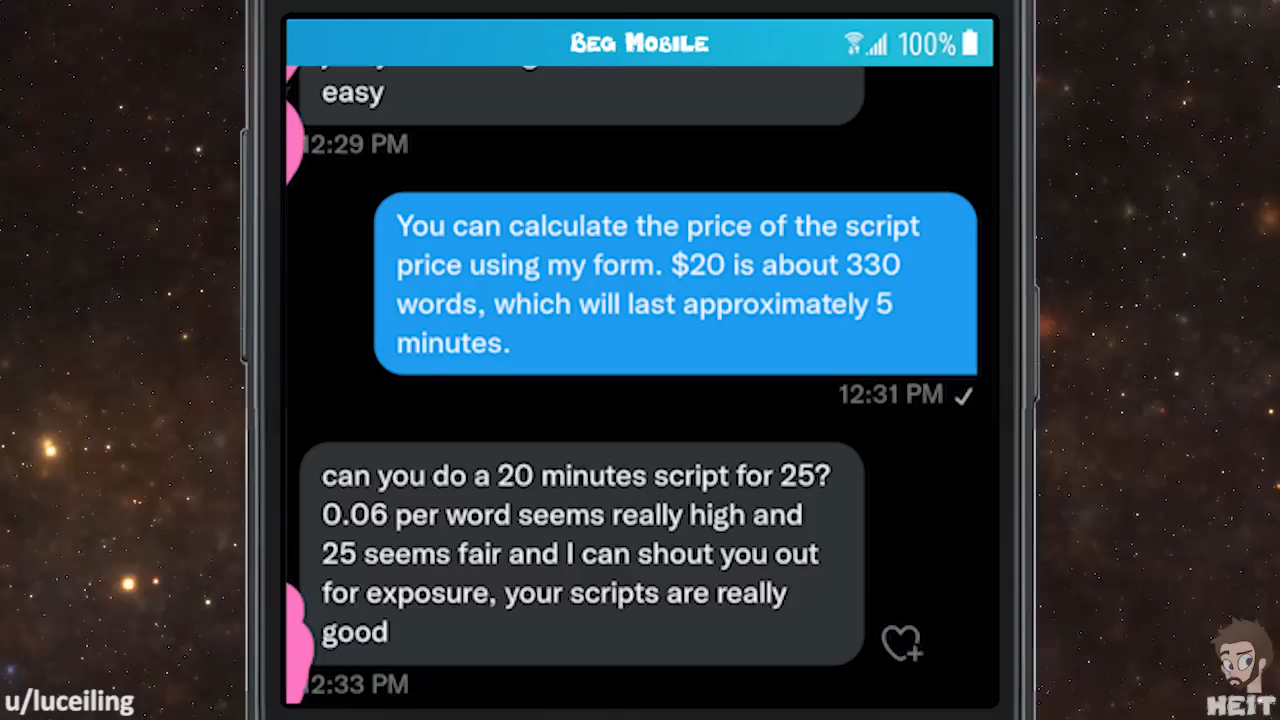 Beg Mobile
100%
easy
12:29 PM
You can calculate the price of the script
price using my form. $20 is about 330
words, which will last approximately 5
minutes.
12:31 PM
can you do a 20 minutes script for 25?
0.06 per word seems really high and
25 seems fair and I can shout you out
for exposure, your scripts are really
good
12:33 PM
u/luceiling
HEIT